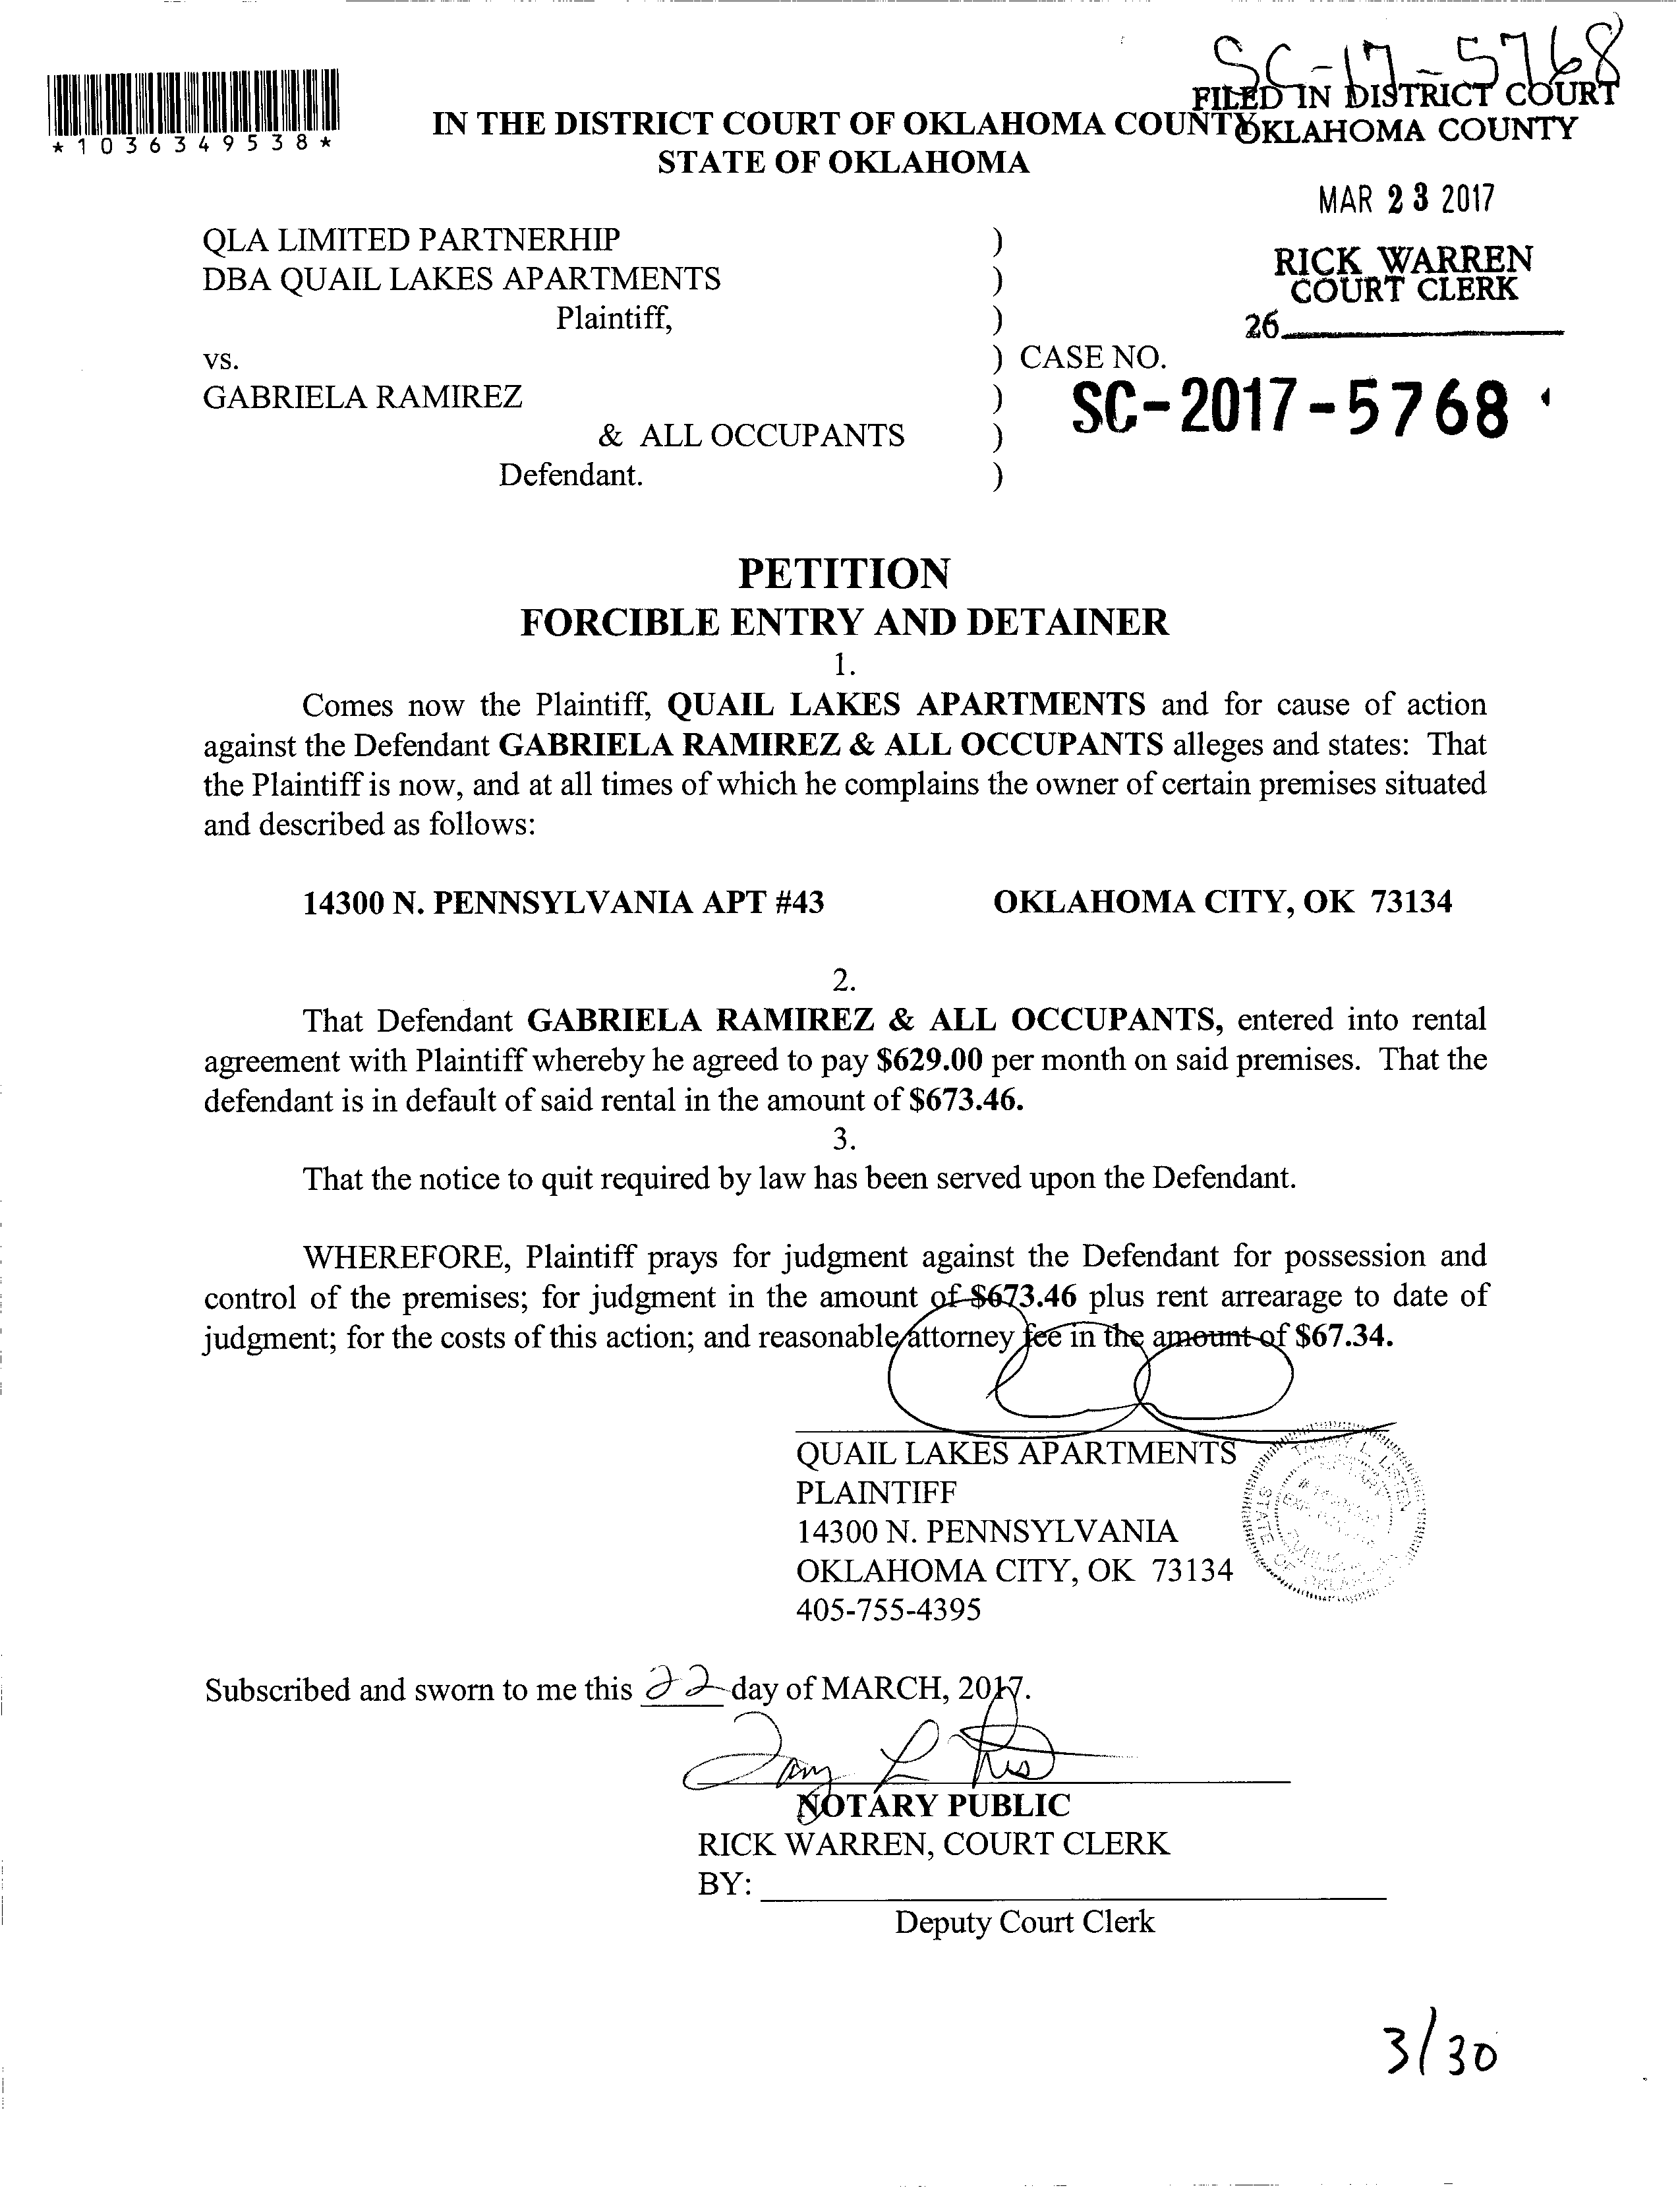 SC-17-5768
*1036349538*
FILED IN DISTRICT COURT
OKLAHOMA COUNTY
IN THE DISTRICT COURT OF OKLAHOMA COUNTY
STATE OF OKLAHOMA
MAR 23 2017
RICK WARREN
COURT CLERK
26
QLA LIMITED PARTNERHIP )
DBA QUAIL LAKES APARTMENTS )
Plaintiff, )
vs. ) CASE NO.
GABRIELA RAMIREZ ) SC-2017-5768
& ALL OCCUPANTS )
Defendant. )
PETITION
FORCIBLE ENTRY AND DETAINER
1.
Comes now the Plaintiff, QUAIL LAKES APARTMENTS and for cause of action
against the Defendant GABRIELA RAMIREZ & ALL OCCUPANTS alleges and states: That
the Plaintiff is now, and at all times of which he complains the owner of certain premises situated
and described as follows:
14300 N. PENNSYLVANIA APT #43 OKLAHOMA CITY, OK 73134
2.
That Defendant GABRIELA RAMIREZ & ALL OCCUPANTS, entered into rental
agreement with Plaintiff whereby he agreed to pay $629.00 per month on said premises. That the
defendant is in default of said rental in the amount of $673.46.
3.
That the notice to quit required by law has been served upon the Defendant.
WHEREFORE, Plaintiff prays for judgment against the Defendant for possession and
control of the premises; for judgment in the amount of $673.46 plus rent arrearage to date of
judgment; for the costs of this action; and reasonable attorney fee in the amount of $67.34.
QUAIL LAKES APARTMENTS
PLAINTIFF
14300 N. PENNSYLVANIA
OKLAHOMA CITY, OK 73134
405-755-4395
STATE OF OKLAHOMA
Subscribed and sworn to me this 22 day of MARCH, 2017.
NOTARY PUBLIC
RICK WARREN, COURT CLERK
BY:
Deputy Court Clerk
3/30